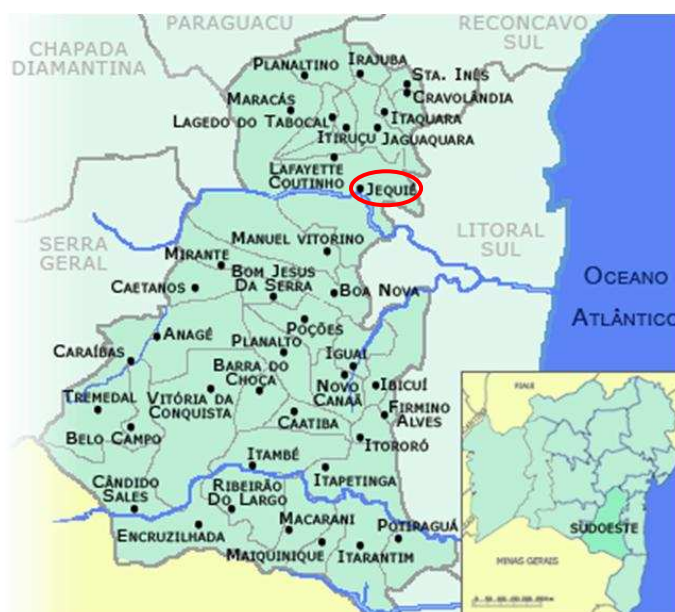 PARAGUACU
RECONCAVO
SUL
CHAPADA
DIAMANTINA
PLANALTINO
IRAJUBA
STA. INÊS
CRAVOLÂNDIA
MARACÁS
ITAQUARA
LAGEDO DO TABOCAL
ITIRUÇU
JAGUAQUARA
LAFAYETTE
COUTINHO
JEQUIÉ
SERRA
GERAL
LITORAL
SUL
MANUEL VITORINO
MIRANTE
BOM JESUS
DA SERRA
CAETANOS
BOA NOVA
OCEANO
ATLÂNTICO
POÇÕES
ANAGÉ
PLANALTO
CARAÍBAS
IGUAÍ
BARRA DO
CHOÇA
NOVO
CANAÃ
IBICUÍ
TREMEDAL
VITÓRIA DA
CONQUISTA
FIRMINO
ALVES
CAATIBA
BELO CAMPO
ITORORÓ
ITAMBÉ
ITAPETINGA
CÂNDIDO
SALES
RIBEIRÃO
DO LARGO
MACARANI
POTIRAGUÁ
ENCRUZILHADA
MAIQUINIQUE
ITARANTIM
PIAUÍ
SUDOESTE
MINAS GERAIS